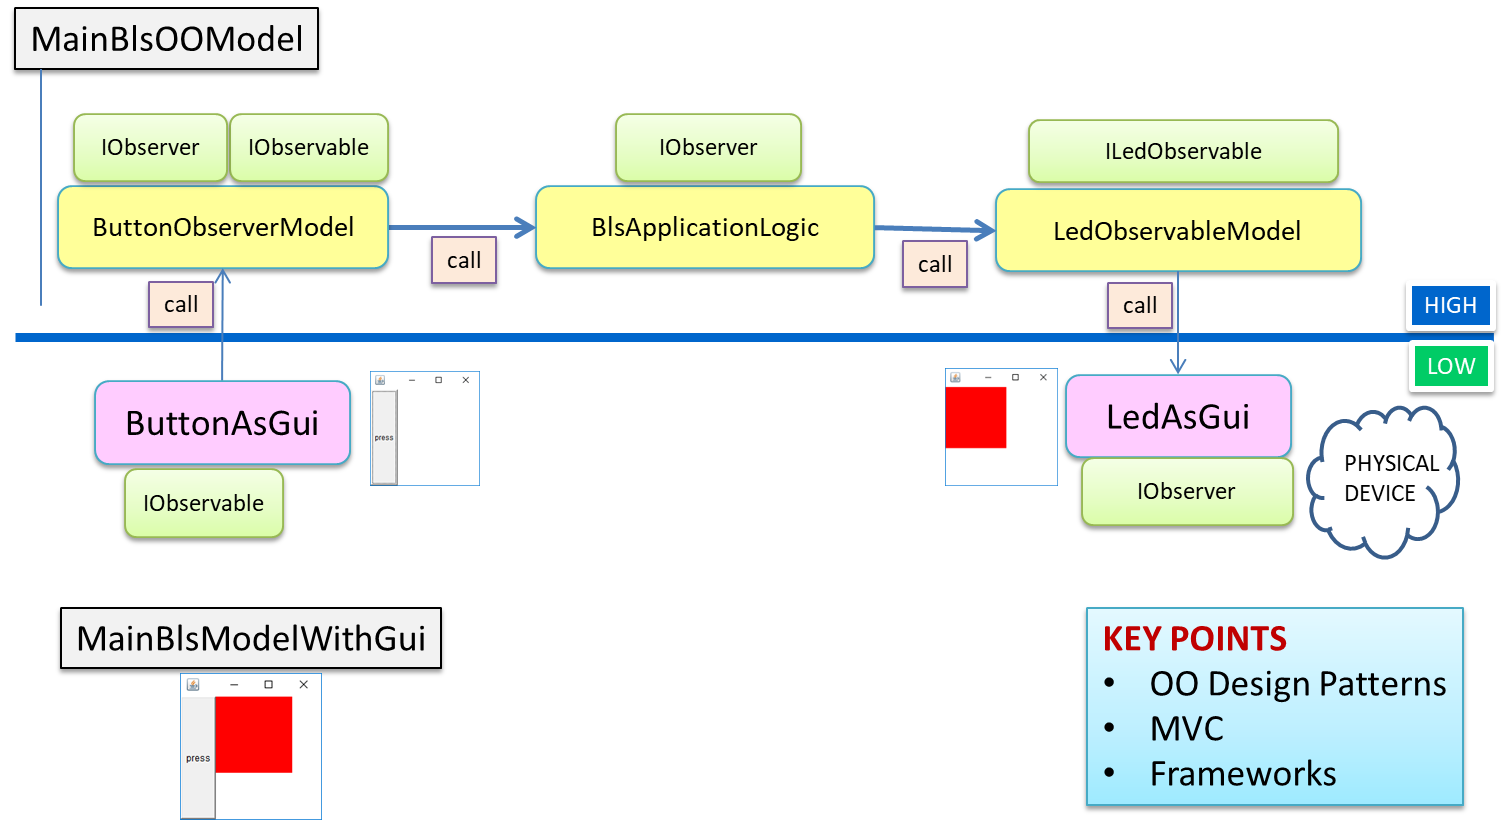 MainBlsOOModel
IObserver
IObservable
IObserver
ILedObservable
ButtonObserverModel
BlsApplicationLogic
LedObservableModel
call
call
call
call
HIGH
LOW
ButtonAsGui
press
LedAsGui
IObservable
IObserver
PHYSICAL
DEVICE
MainBlsModelWithGui
press
KEY POINTS
• OO Design Patterns
• MVC
• Frameworks